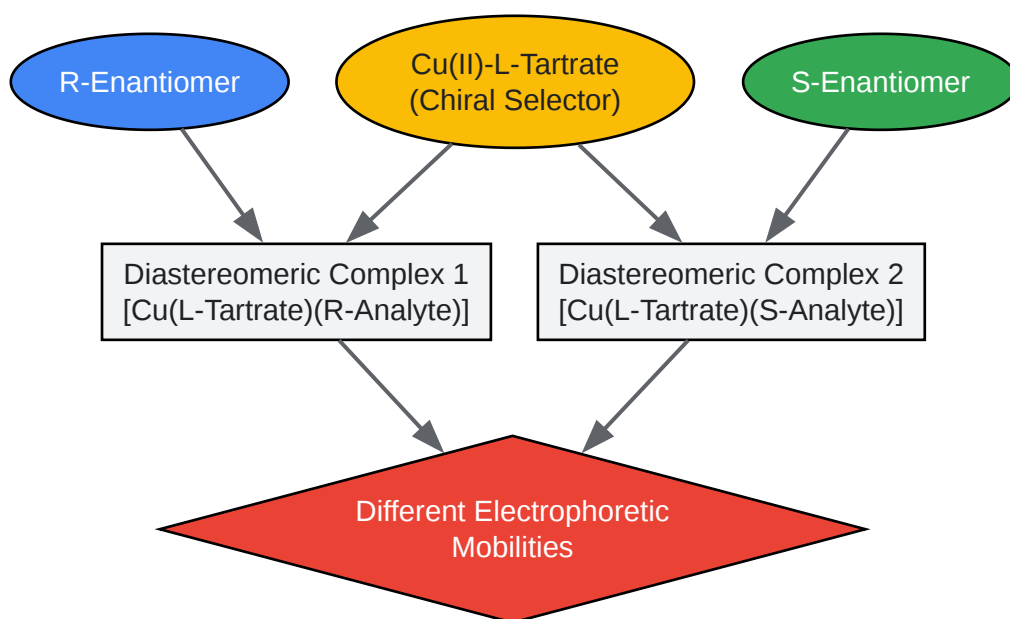 R-Enantiomer
Cu(II)-L-Tartrate
(Chiral Selector)
S-Enantiomer
Diastereomeric Complex 1
[Cu(L-Tartrate)(R-Analyte)]
Diastereomeric Complex 2
[Cu(L-Tartrate)(S-Analyte)]
Different Electrophoretic
Mobilities